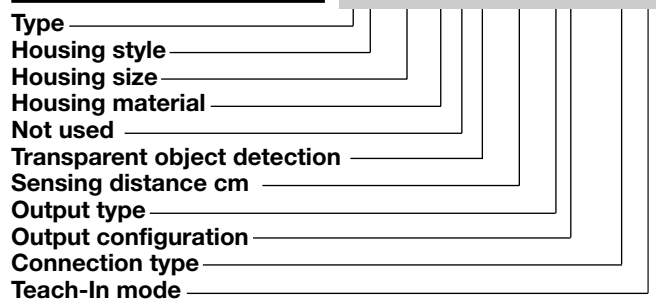 Type
Housing style
Housing size
Housing material
Not used
Transparent object detection
Sensing distance cm
Output type
Output configuration
Connection type
Teach-In mode